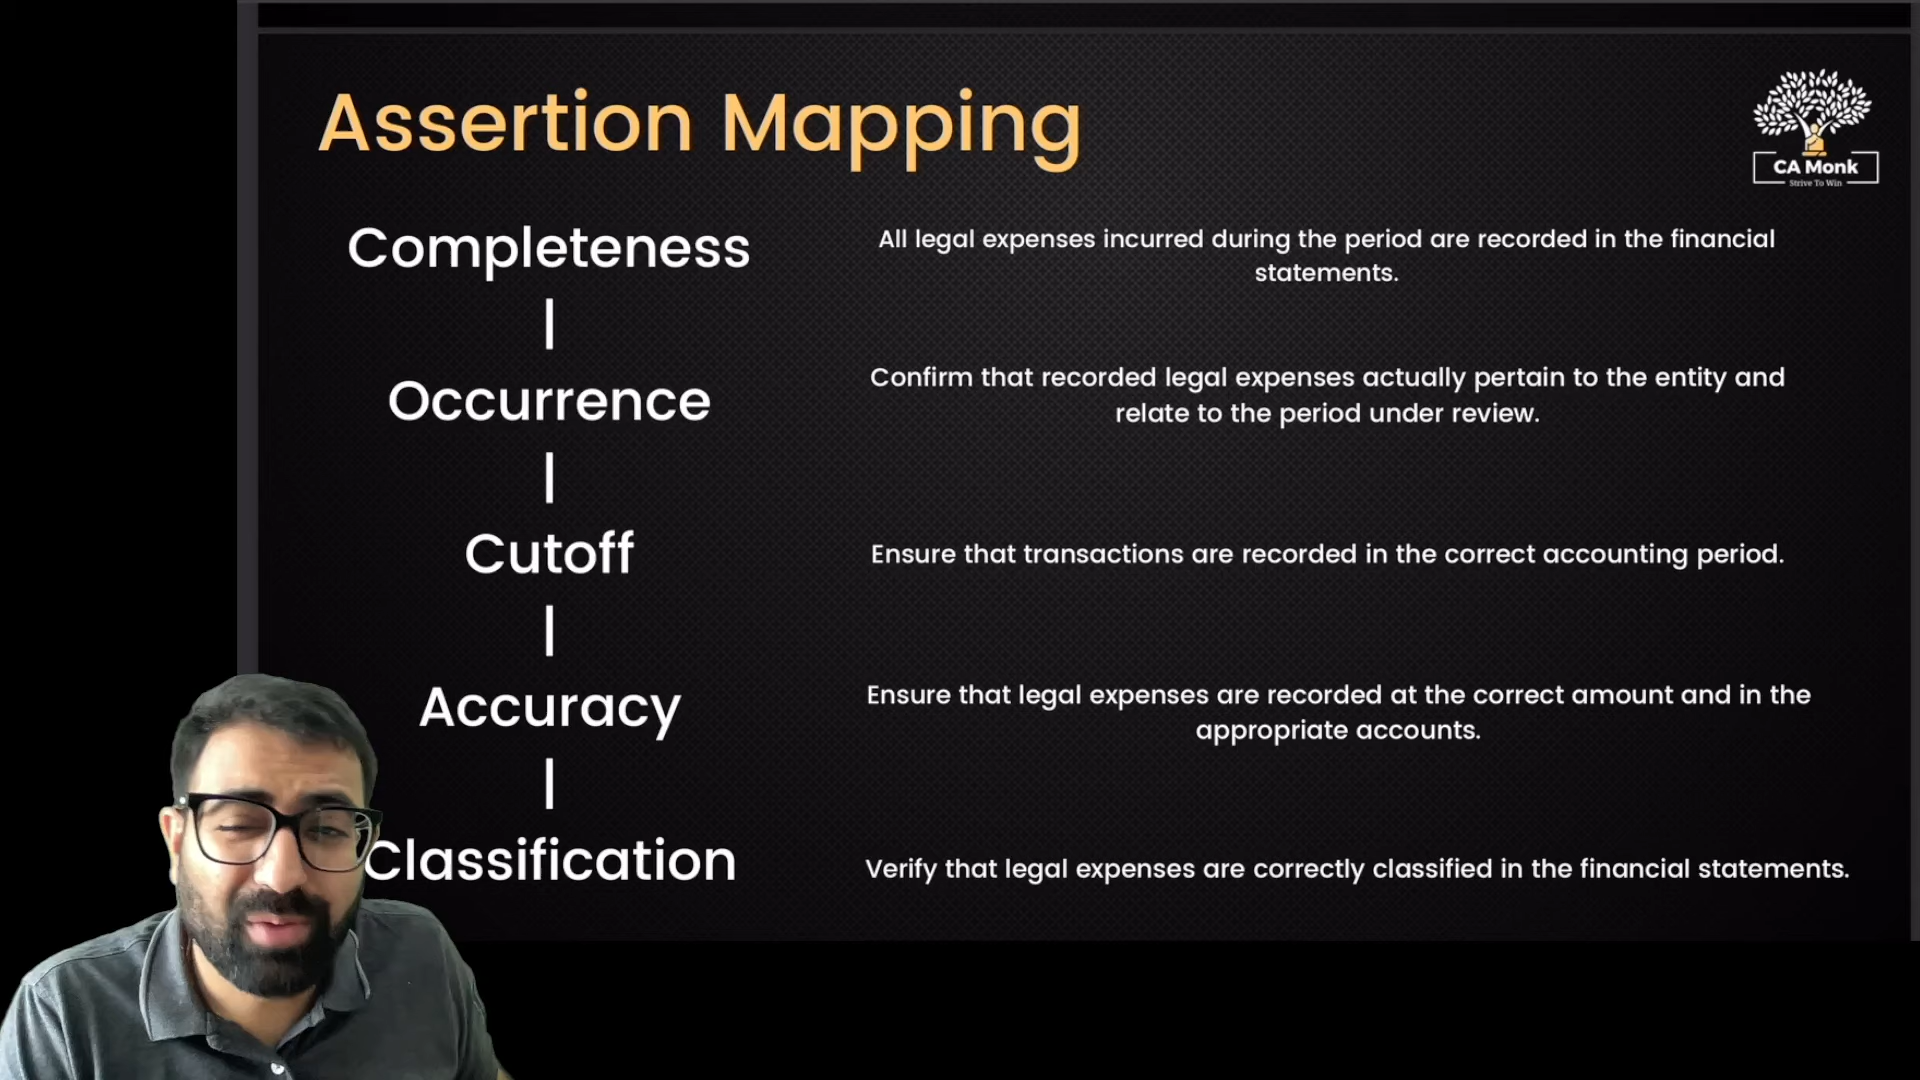 Assertion Mapping
CA Monk
Strive To Win
Completeness
All legal expenses incurred during the period are recorded in the financial
statements.
Occurrence
Confirm that recorded legal expenses actually pertain to the entity and
relate to the period under review.
Cutoff
Ensure that transactions are recorded in the correct accounting period.
Accuracy
Ensure that legal expenses are recorded at the correct amount and in the
appropriate accounts.
Classification
Verify that legal expenses are correctly classified in the financial statements.